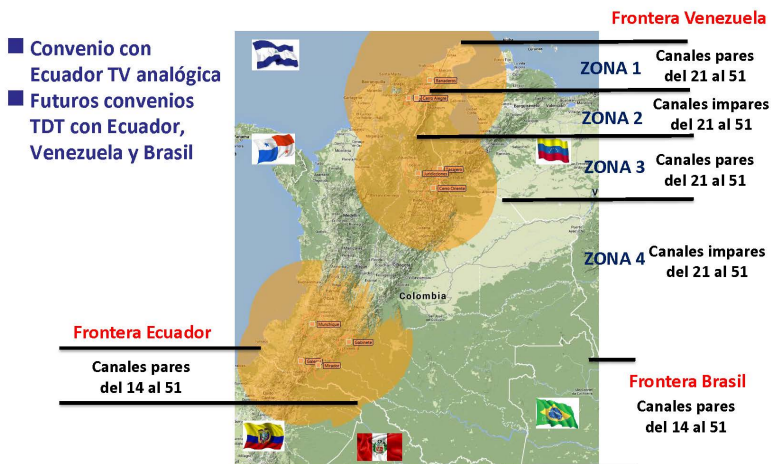 Convenio con
Ecuador TV analógica
Futuros convenios
TDT con Ecuador,
Venezuela y Brasil
Frontera Venezuela
ZONA 1
Canales pares
del 21 al 51
ZONA 2
Canales impares
del 21 al 51
ZONA 3
Canales pares
del 21 al 51
ZONA 4
Canales impares
del 21 al 51
Colombia
Frontera Ecuador
Canales pares
del 14 al 51
Munchique
Gabinete
Mirador
Frontera Brasil
Canales pares
del 14 al 51